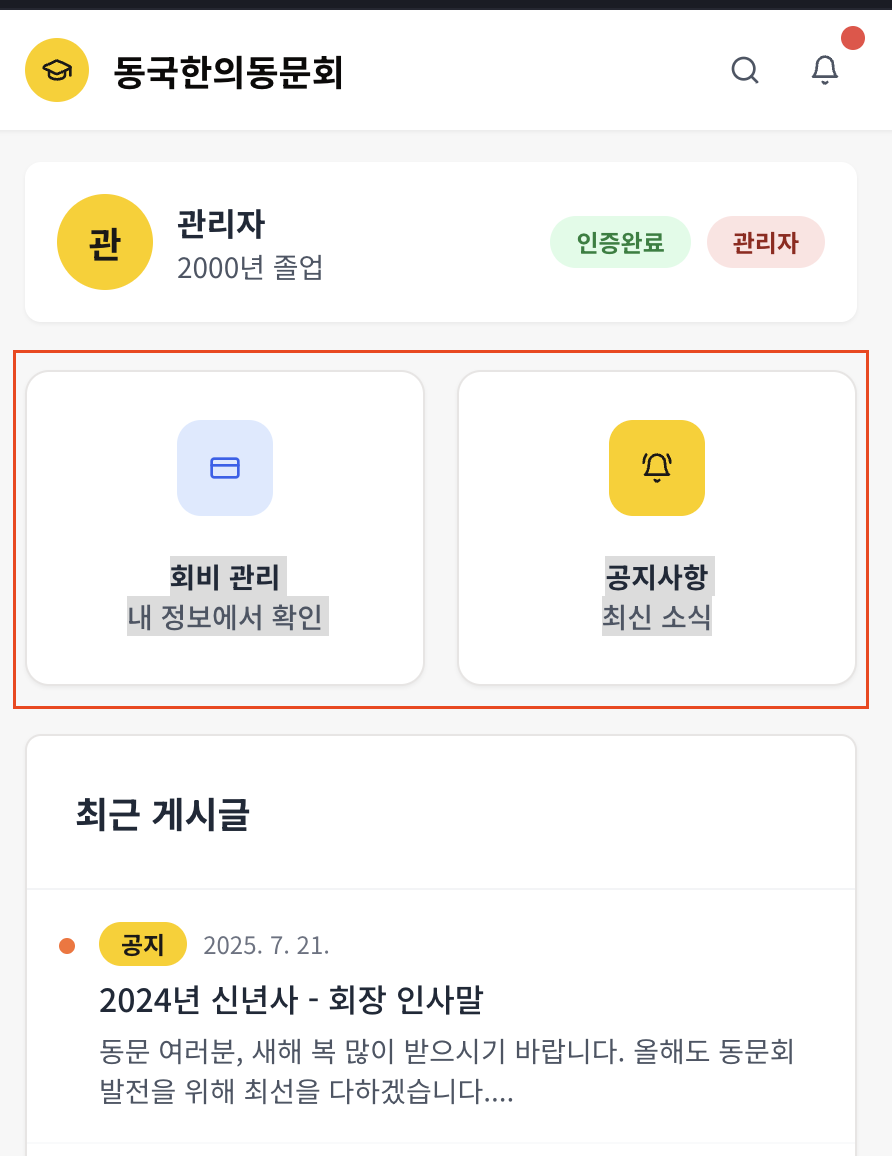 동국한의동문회
관
관리자
2000년 졸업
인증완료
관리자
회비 관리
내 정보에서 확인
공지사항
최신 소식
최근 게시글
공지
2025. 7. 21.
2024년 신년사 - 회장 인사말
동문 여러분, 새해 복 많이 받으시기 바랍니다. 올해도 동문회
발전을 위해 최선을 다하겠습니다....